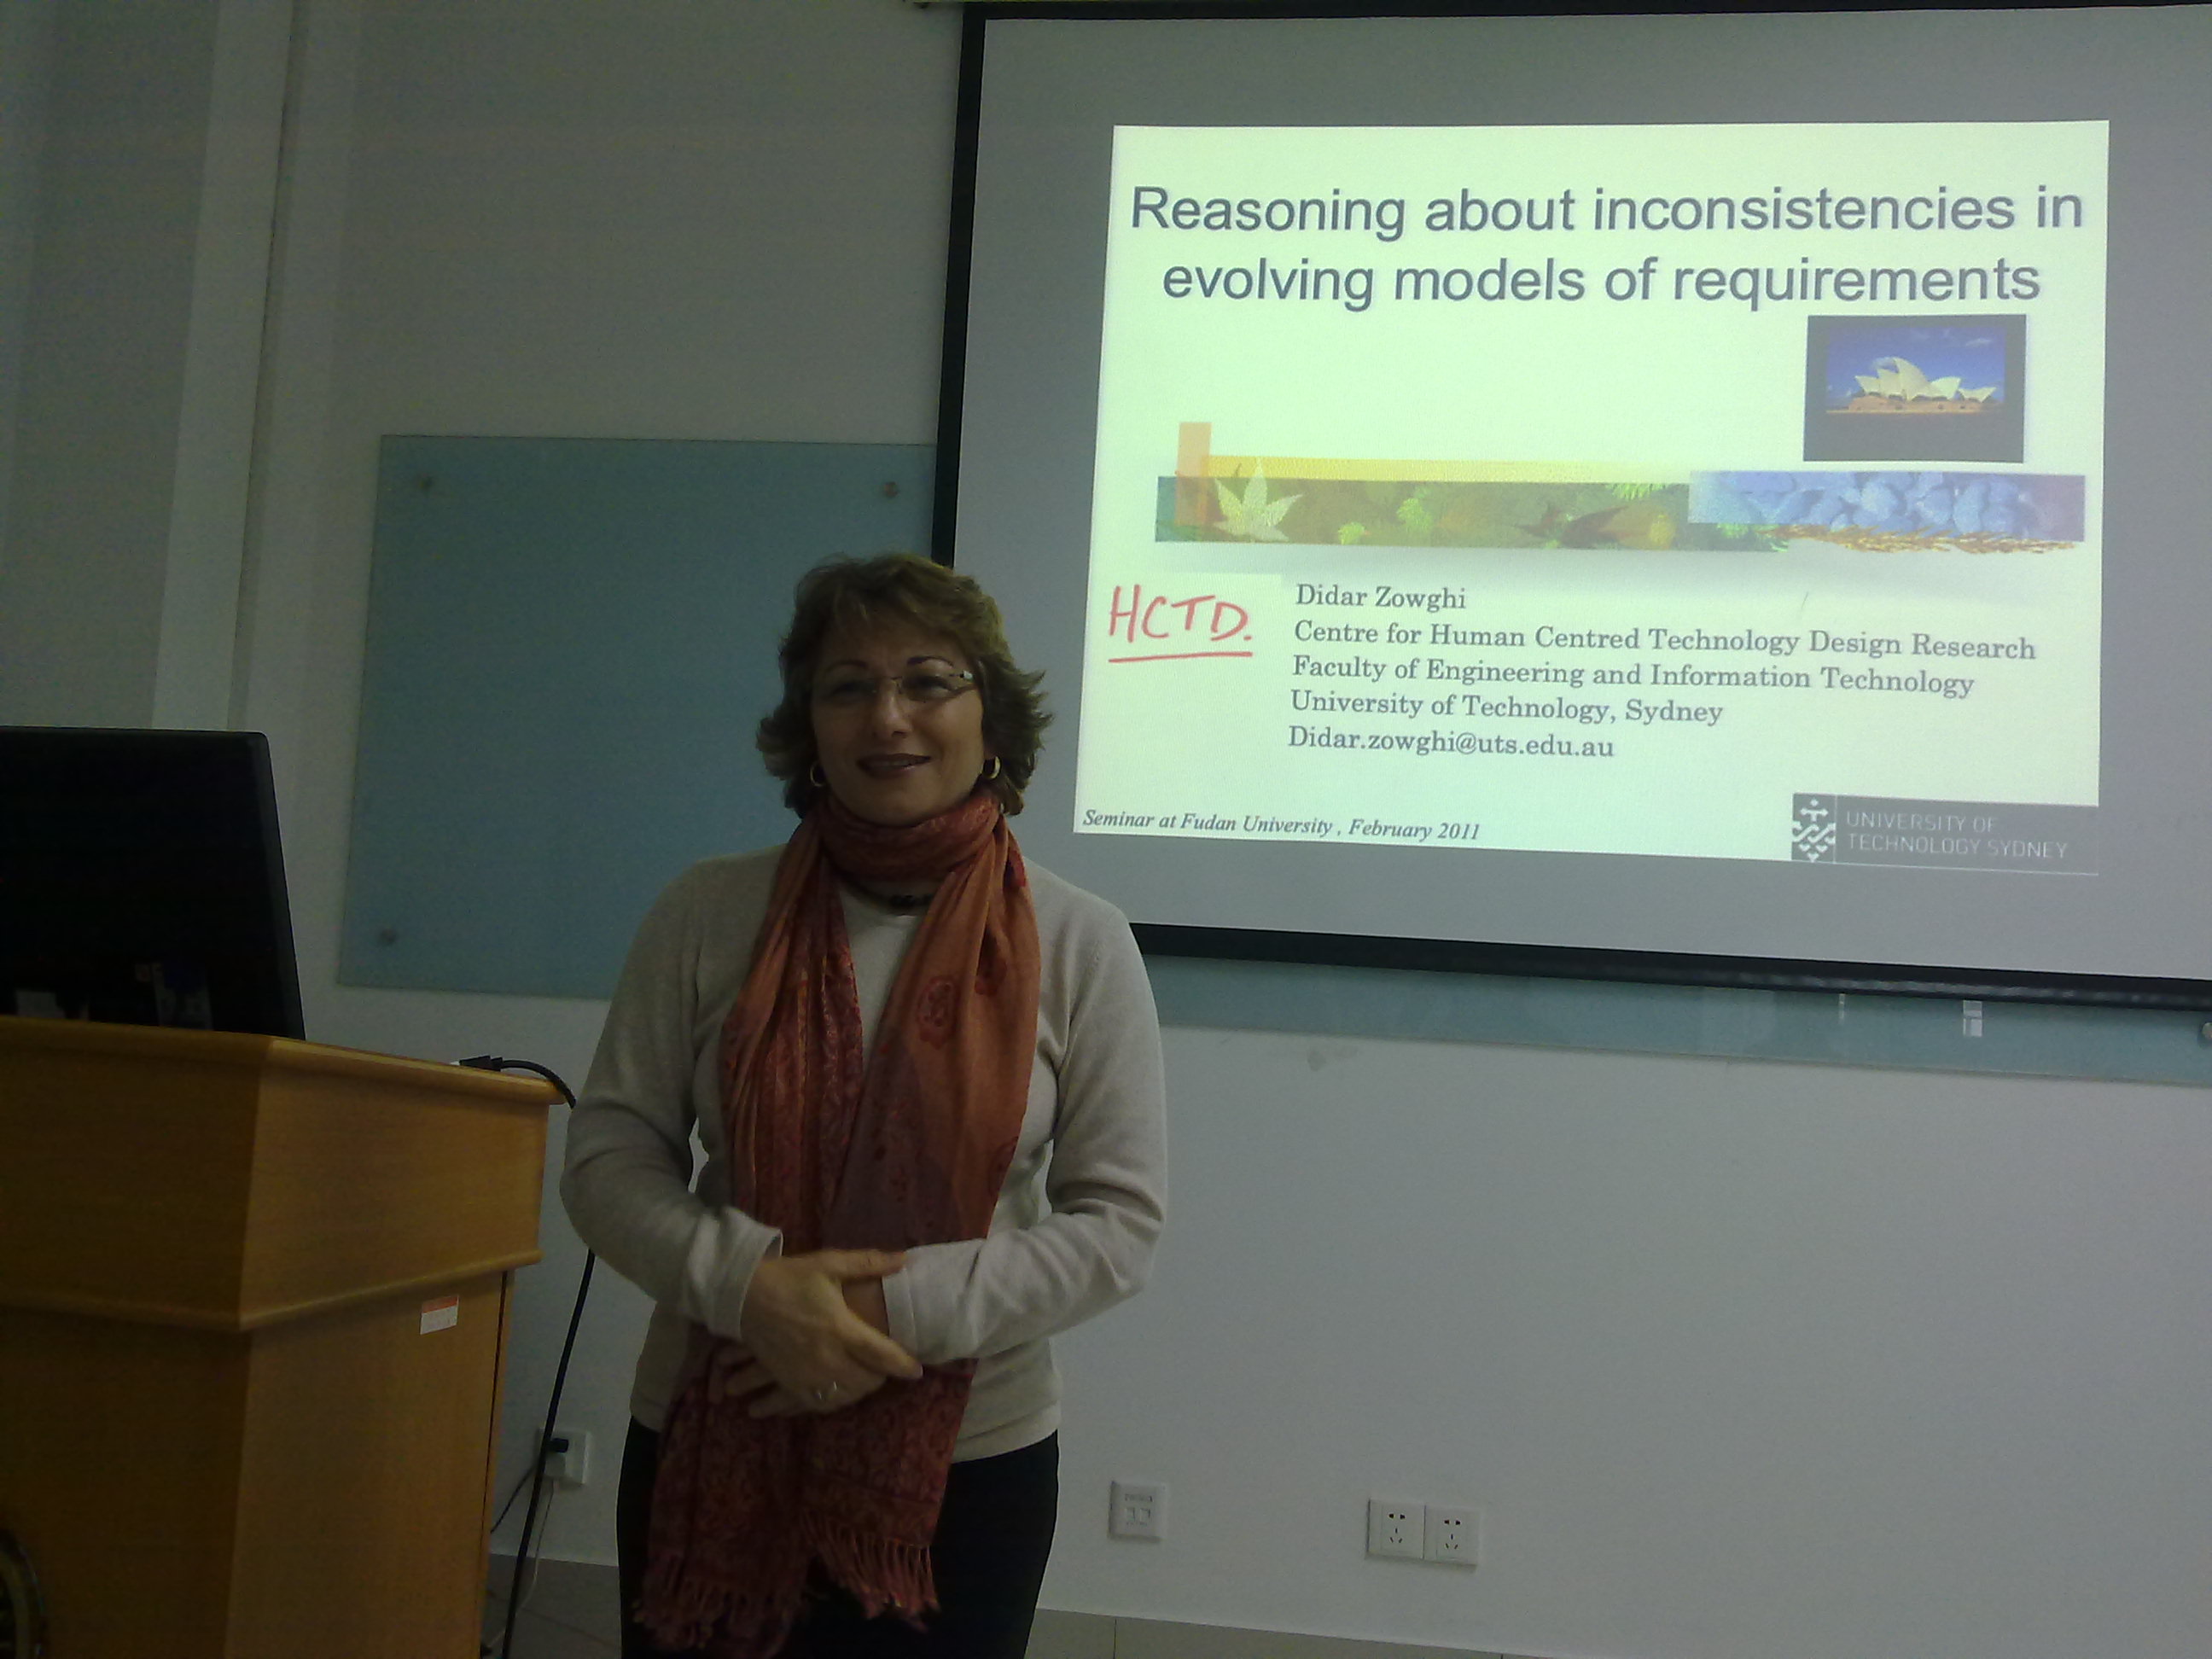 Reasoning about inconsistencies in
evolving models of requirements
HCTD.
Didar Zowghi
Centre for Human Centred Technology Design Research
Faculty of Engineering and Information Technology
University of Technology, Sydney
Didar.zowghi@uts.edu.au
Seminar at Fudan University , February 2011
UNIVERSITY OF
TECHNOLOGY SYDNEY